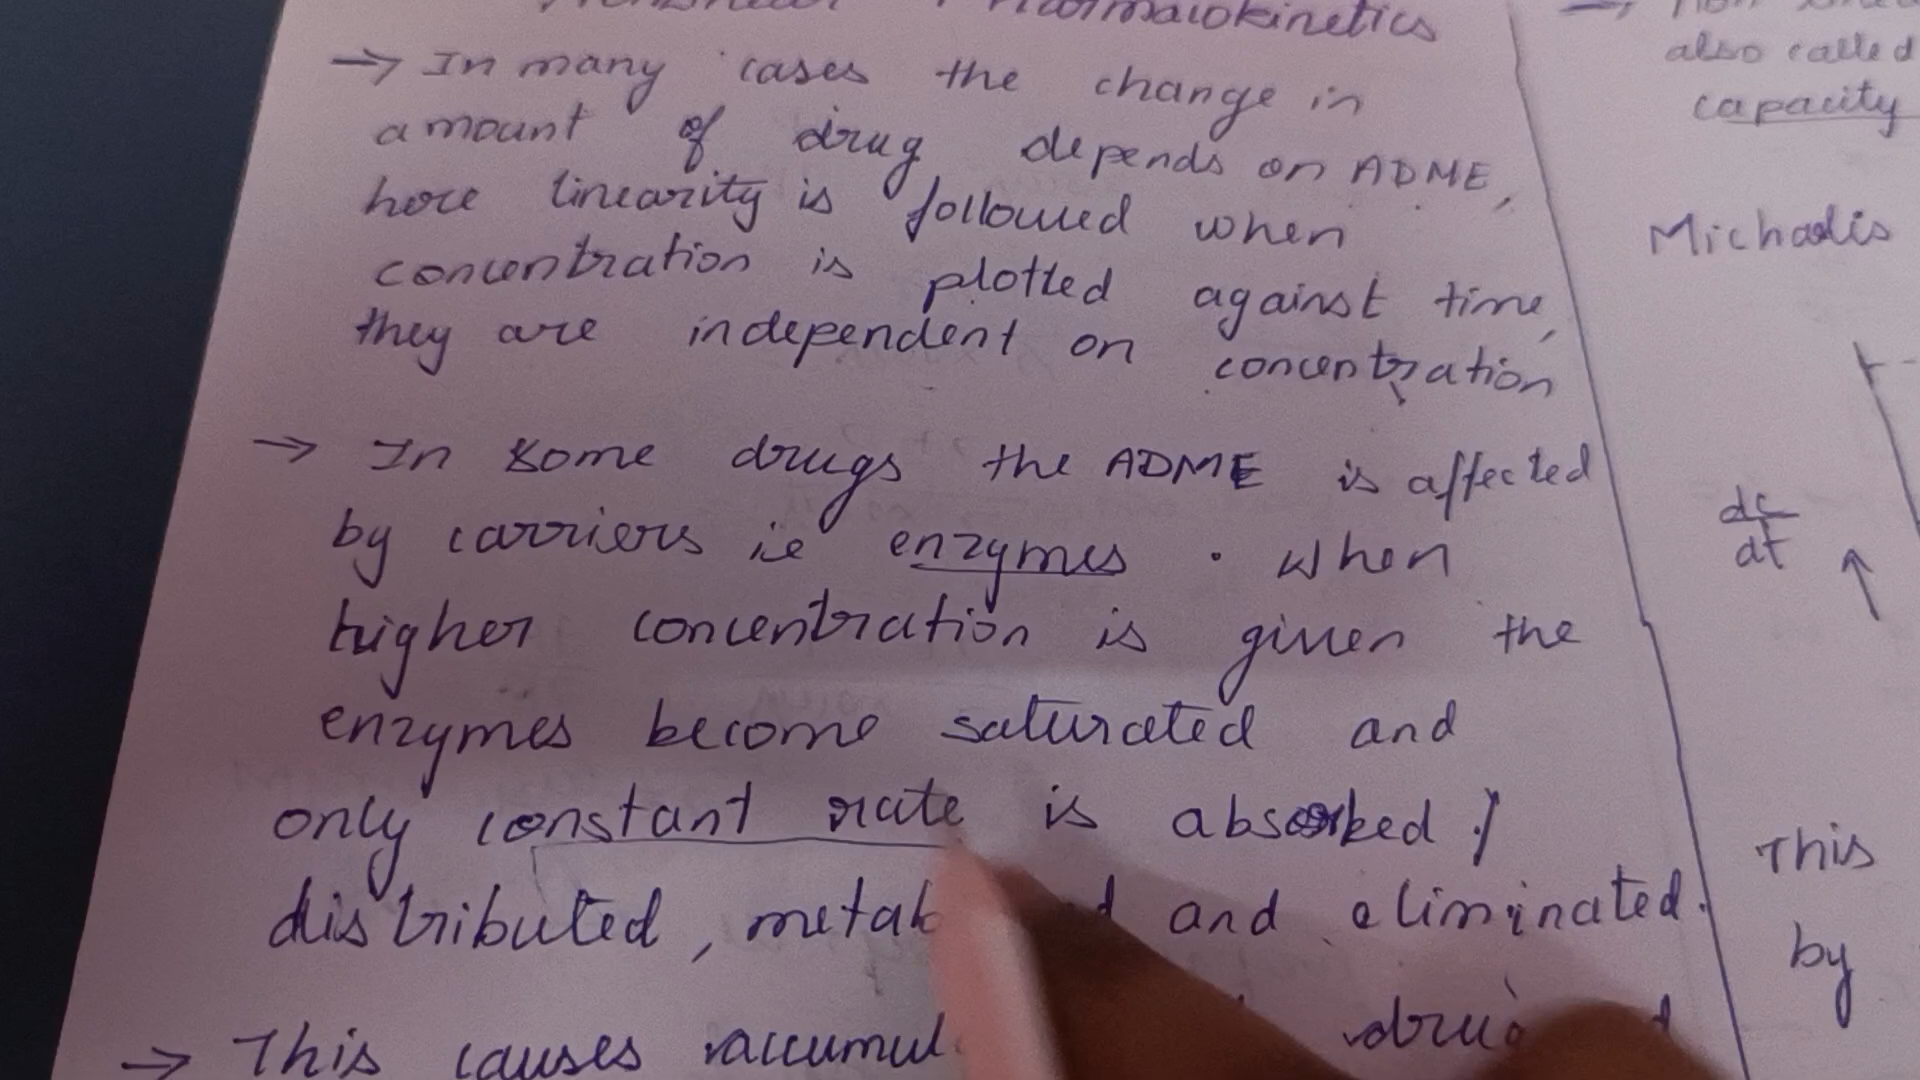 Pharmacokinetics
→ In many cases the change in
amount of drug depends on ADME,
here linearity is followed when
concentration is plotted against time,
they are independent on concentration
→ In some drugs the ADME is affected
by carriers ie enzymes. When
higher concentration is given the
enzymes become saturated and
only constant rate is absorbed /
distributed, and eliminated.
→ This causes drug
→
also called
capacity
Michaelis
dc
dt
↑
This
by